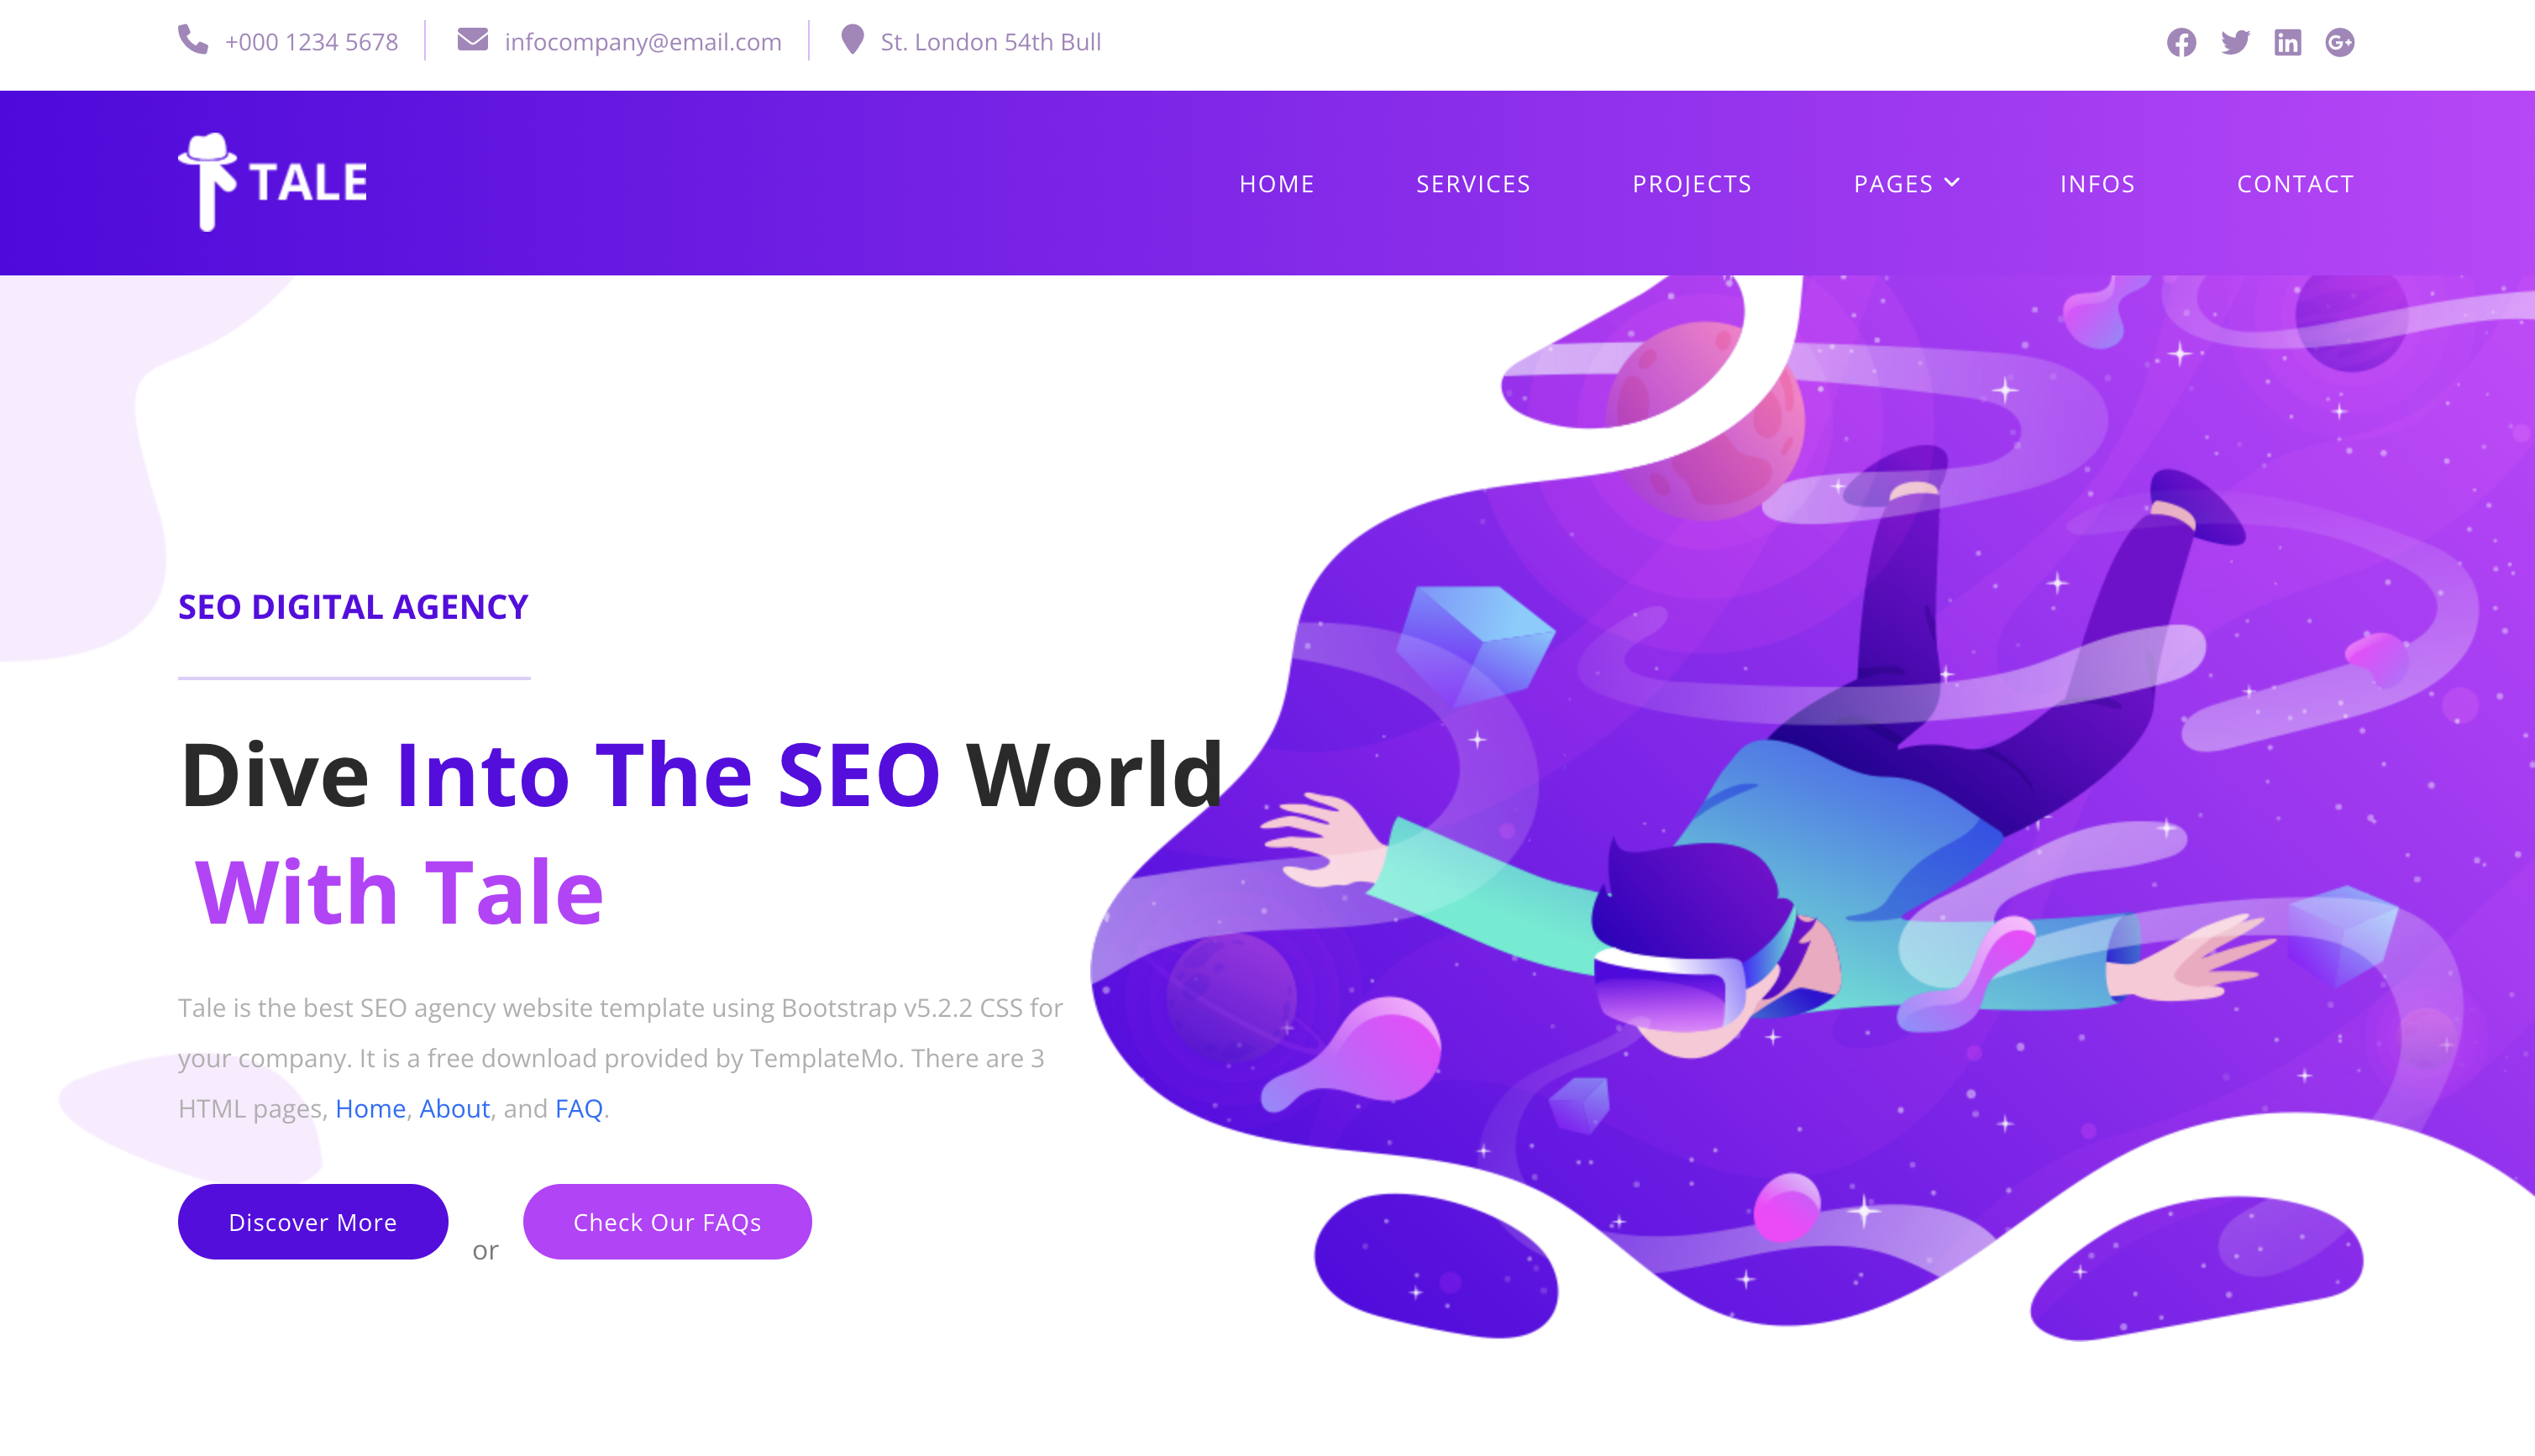 +000 1234 5678
infocompany@email.com
St. London 54th Bull
TALE
HOME
SERVICES
PROJECTS
PAGES
INFOS
CONTACT
SEO DIGITAL AGENCY
Dive Into The SEO World
With Tale
Tale is the best SEO agency website template using Bootstrap v5.2.2 CSS for
your company. It is a free download provided by TemplateMo. There are 3
HTML pages, Home, About, and FAQ.
Discover More
or
Check Our FAQs